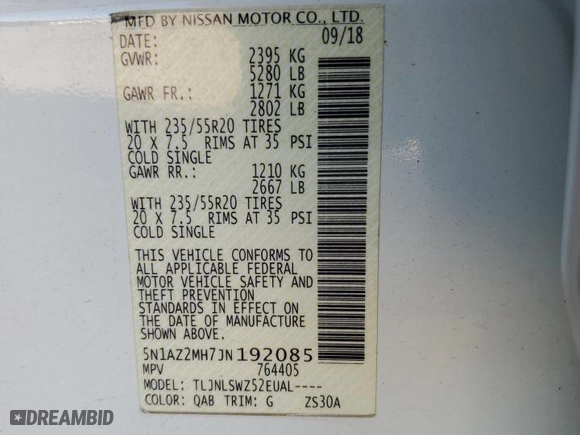 MFD BY NISSAN MOTOR CO., LTD.
DATE: 09/18
GVWR: 2395 KG
5280 LB
GAWR FR.: 1271 KG
2802 LB
WITH 235/55R20 TIRES
20 X 7.5 RIMS AT 35 PSI
COLD SINGLE
GAWR RR.: 1210 KG
2667 LB
WITH 235/55R20 TIRES
20 X 7.5 RIMS AT 35 PSI
COLD SINGLE
THIS VEHICLE CONFORMS TO
ALL APPLICABLE FEDERAL
MOTOR VEHICLE SAFETY AND
THEFT PREVENTION
STANDARDS IN EFFECT ON
THE DATE OF MANUFACTURE
SHOWN ABOVE.
5N1AZ2MH7JN192085
MPV 764405
MODEL: TLJNLSWZ52EUAL----
COLOR: QAB TRIM: G ZS30A
DREAMBID